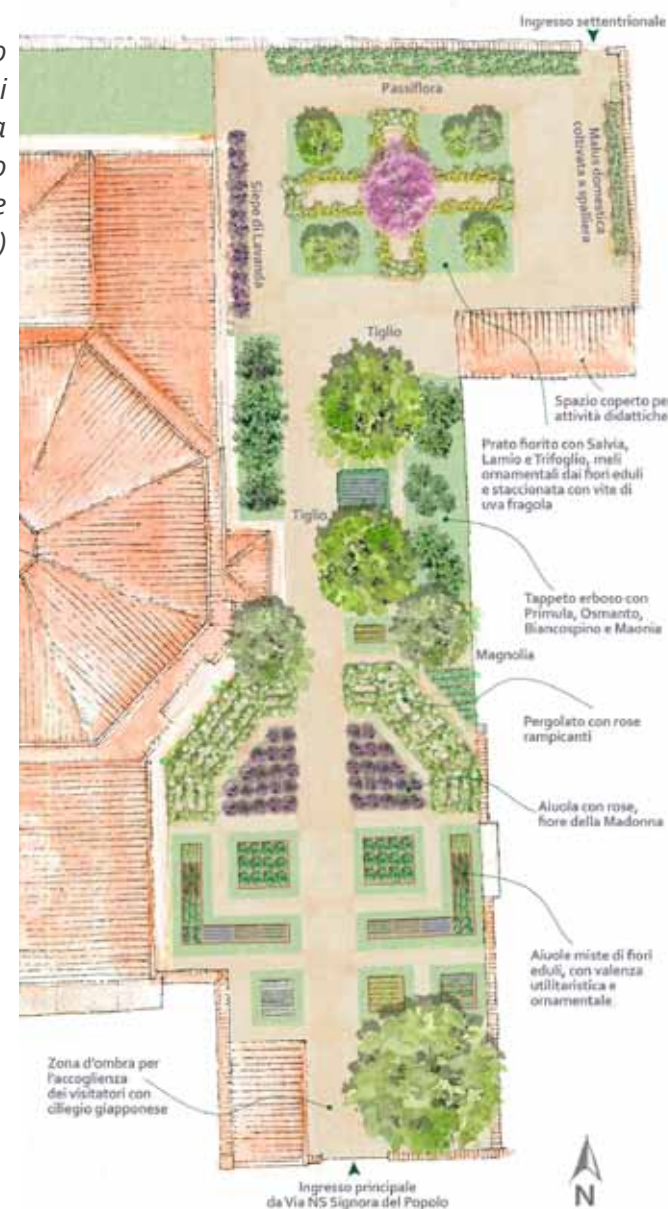 o
i
a
o
e
)
Ingresso settentrionale
Passiflora
Malus domestica
coltivata a spalliera
Siepe di Lavanda
Tiglio
Spazio coperto pe
attività didattiche
Prato fiorito con Salvia,
Lamio e Trifoglio, meli
ornamentali dai fiori eduli
e staccionata con vite di
uva fragola
Tiglio
Tappeto erboso con
Primula, Osmanto,
Biancospino e Maonia
Magnolia
Pergolato con rose
rampicanti
Aiuola con rose,
fiore della Madonna
Aiuole miste di fiori
eduli, con valenza
utilitaristica e
ornamentale
Zona d'ombra per
l'accoglienza
dei visitatori con
ciliegio giapponese
Ingresso principale
da Via NS Signora del Popolo
N